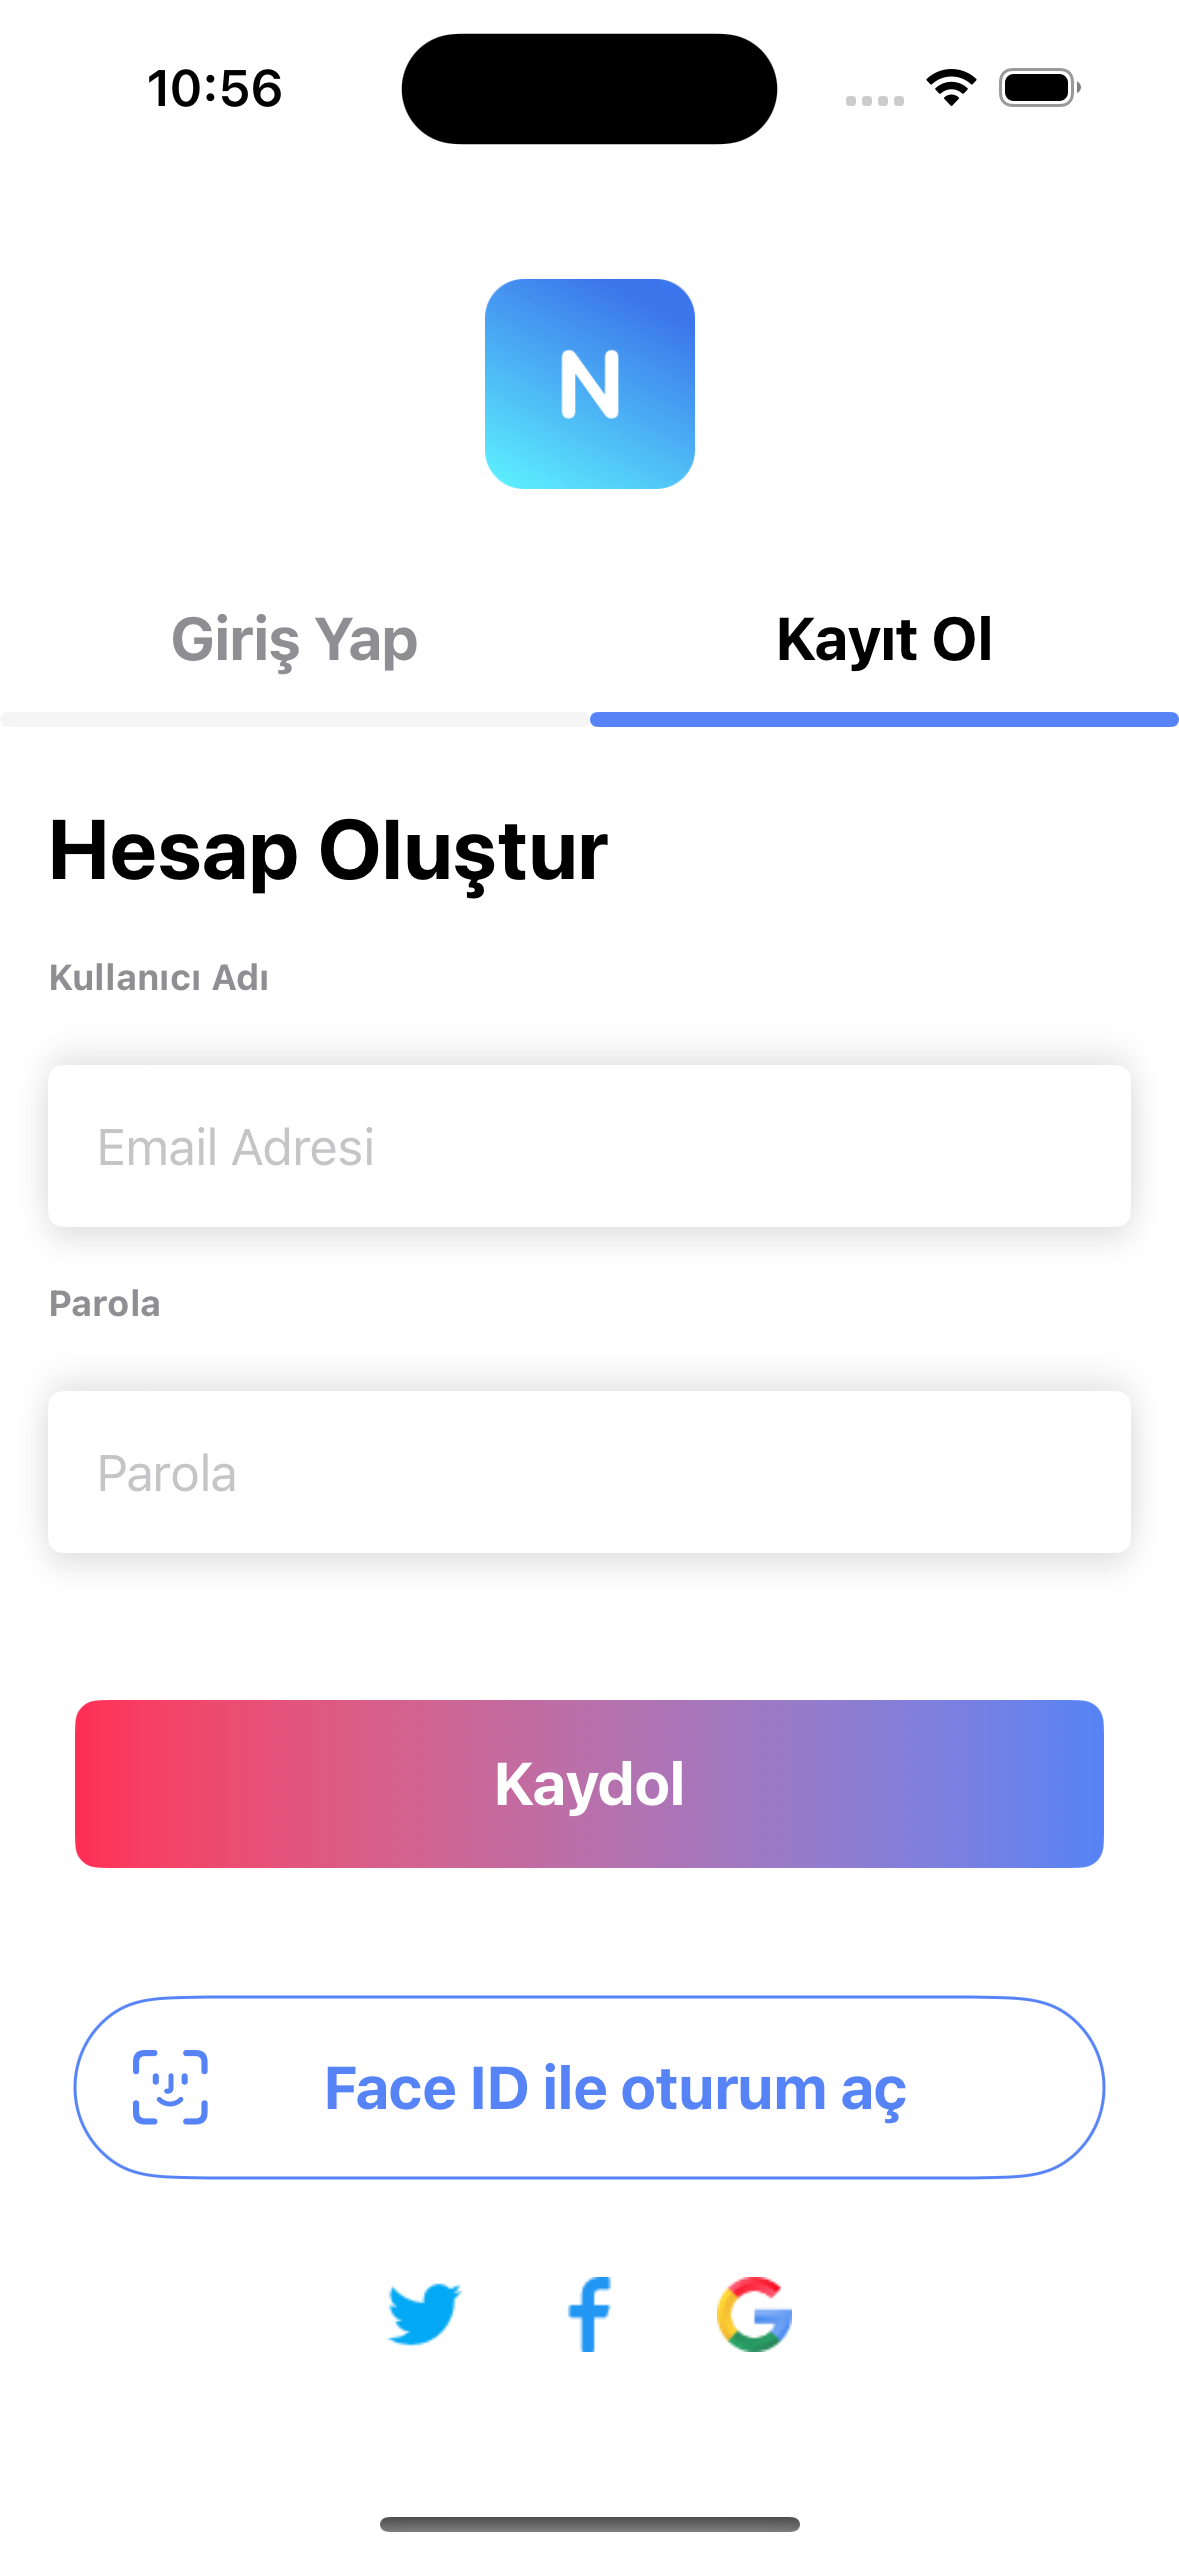 10:56
N
Giriş Yap
Kayıt Ol
Hesap Oluştur
Kullanıcı Adı
Email Adresi
Parola
Parola
Kaydol
Face ID ile oturum aç